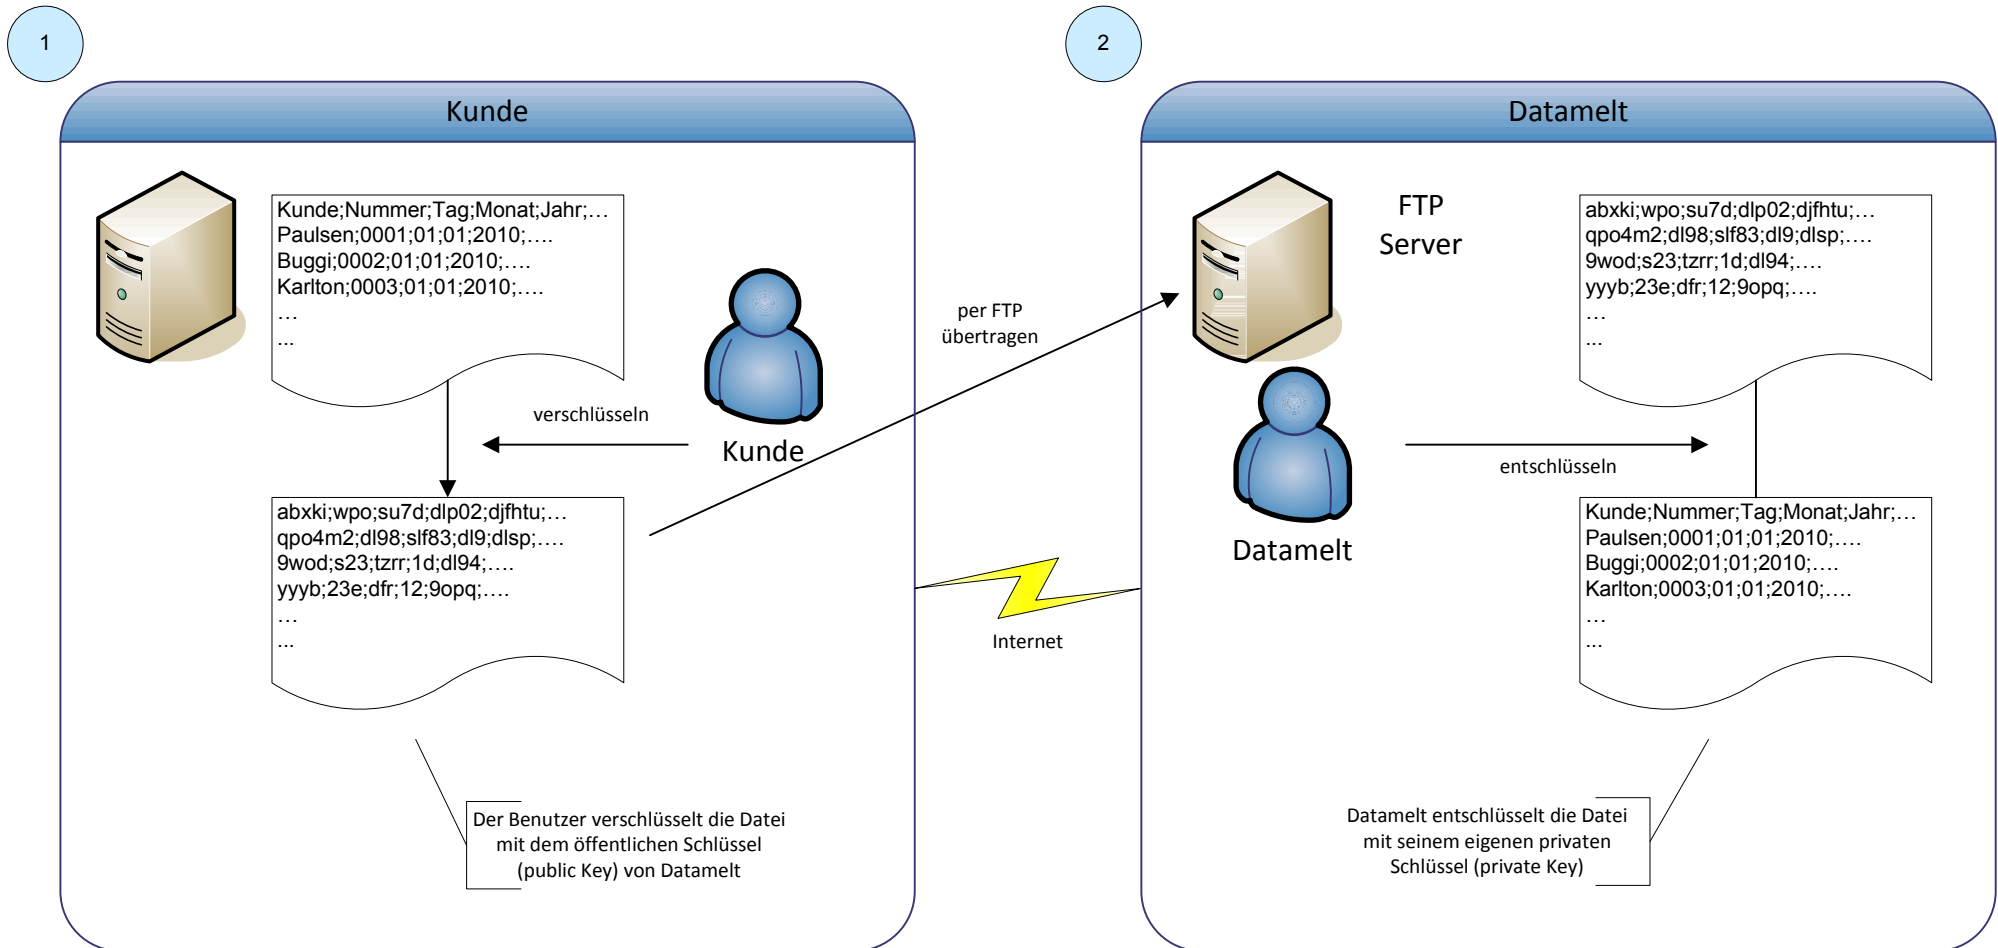 1
Kunde
Kunde;Nummer;Tag;Monat;Jahr;…
Paulsen;0001;01;01;2010;….
Buggi;0002;01;01;2010;….
Karlton;0003;01;01;2010;….
…
...
verschlüsseln
Kunde
abxki;wpo;su7d;dlp02;djfhtu;…
qpo4m2;dl98;slf83;dl9;dlsp;….
9wod;s23;tzrr;1d;dl94;….
yyyb;23e;dfr;12;9opq;….
…
...
Der Benutzer verschlüsselt die Datei
mit dem öffentlichen Schlüssel
(public Key) von Datamelt
per FTP
übertragen
Internet
2
Datamelt
FTP
Server
abxki;wpo;su7d;dlp02;djfhtu;…
qpo4m2;dl98;slf83;dl9;dlsp;….
9wod;s23;tzrr;1d;dl94;….
yyyb;23e;dfr;12;9opq;….
…
...
entschlüsseln
Datamelt
Kunde;Nummer;Tag;Monat;Jahr;…
Paulsen;0001;01;01;2010;….
Buggi;0002;01;01;2010;….
Karlton;0003;01;01;2010;….
…
...
Datamelt entschlüsselt die Datei
mit seinem eigenen privaten
Schlüssel (private Key)